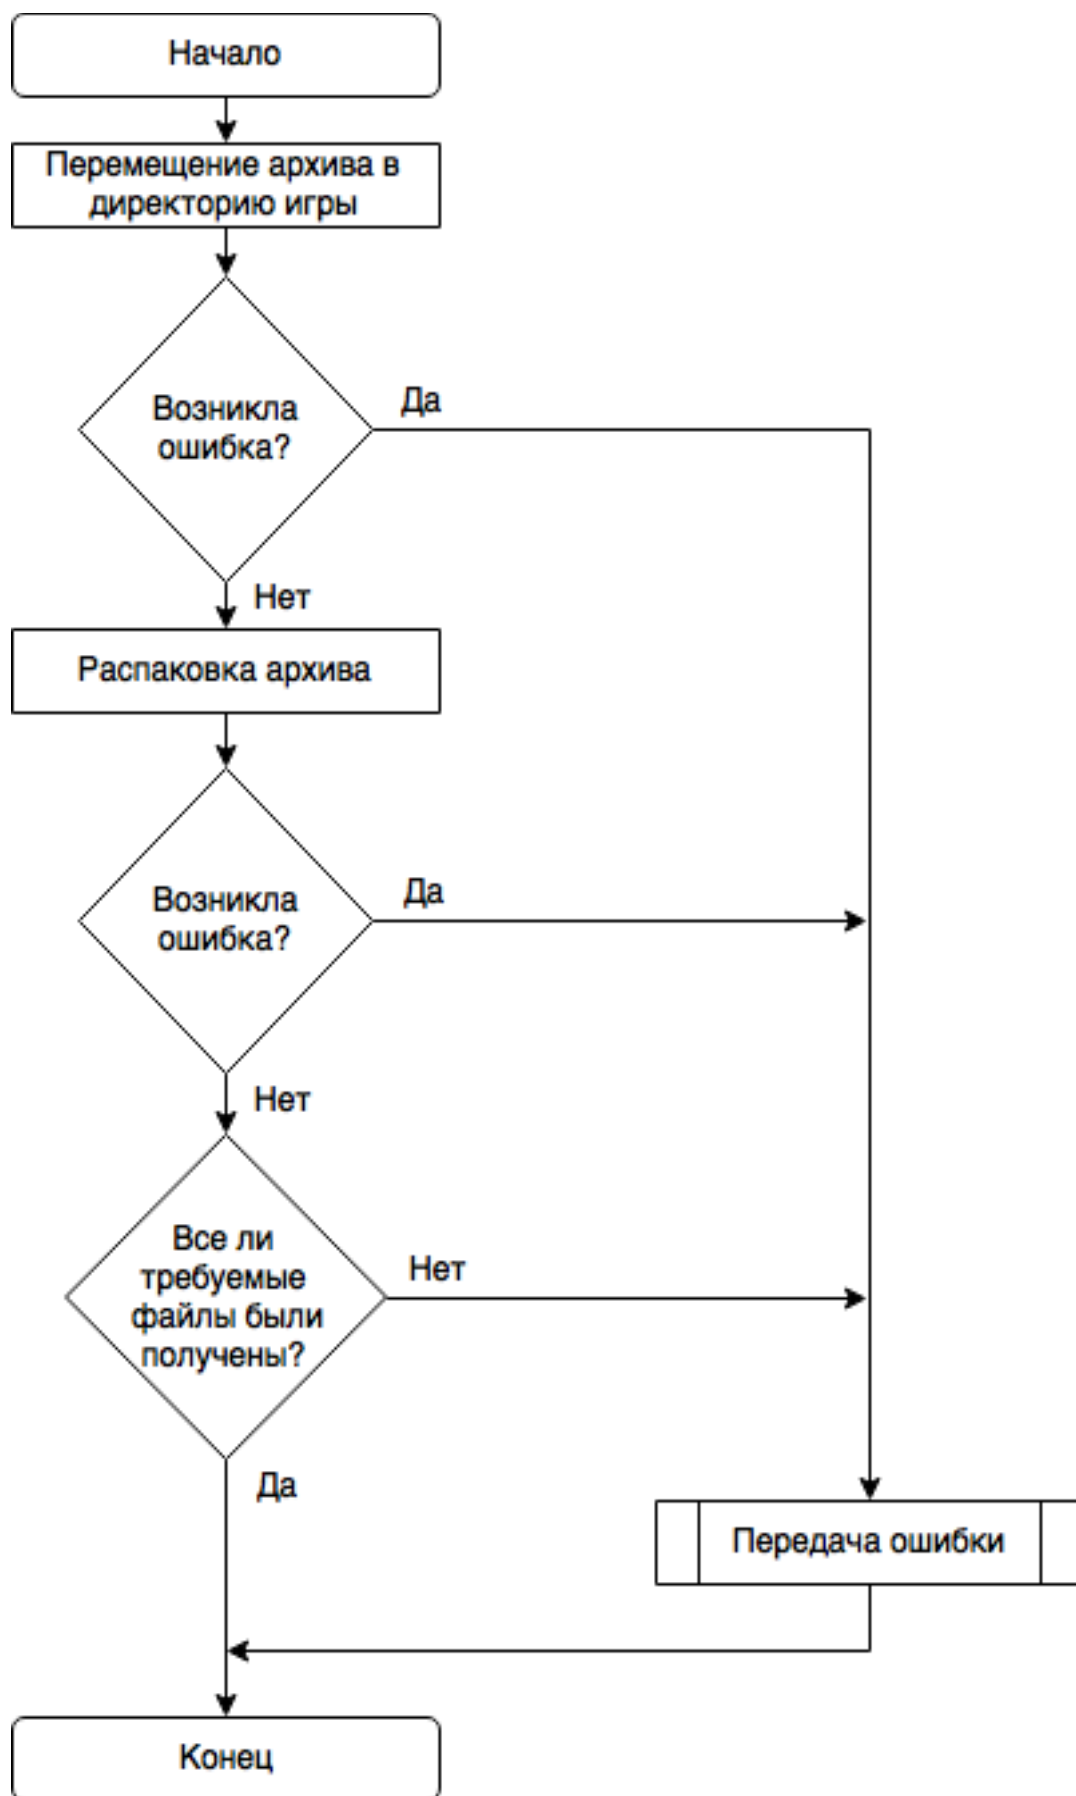 Начало
Перемещение архива в
директорию игры
Возникла
ошибка?
Да
Нет
Распаковка архива
Возникла
ошибка?
Да
Нет
Все ли
требуемые
файлы были
получены?
Нет
Да
Передача ошибки
Конец